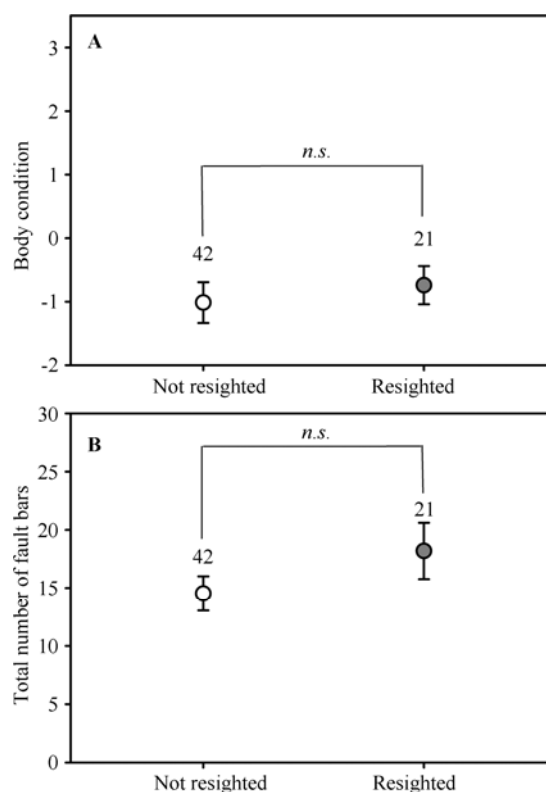 A
Body condition
3
2
1
0
-1
-2
n.s.
42
21
Not resighted
Resighted
B
Total number of fault bars
30
25
20
15
10
5
0
n.s.
42
21
Not resighted
Resighted